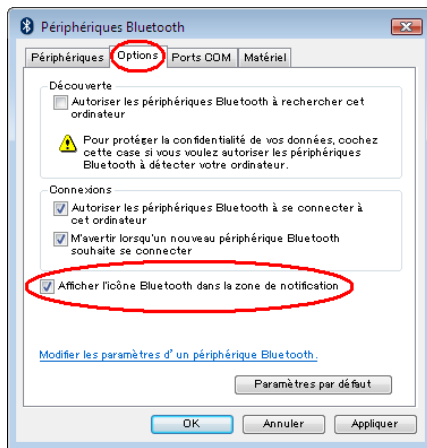 Périphériques Bluetooth
Périphériques Options Ports COM Matériel
Découverte
Autoriser les périphériques Bluetooth à rechercher cet
ordinateur
Pour protéger la confidentialité de vos données, cochez
cette case si vous voulez autoriser les périphériques
Bluetooth à détecter votre ordinateur.
Connexions
Autoriser les périphériques Bluetooth à se connecter à
cet ordinateur
M'avertir lorsqu'un nouveau périphérique Bluetooth
souhaite se connecter
Afficher l'icône Bluetooth dans la zone de notification
Modifier les paramètres d'un périphérique Bluetooth.
Paramètres par défaut
OK Annuler Appliquer